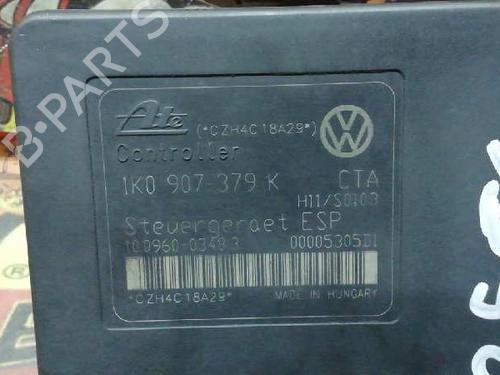 Ate
(*CZH4C18A29*)
Controller
1K0 907 379 K CTA
H11/S0103
Steuergeraet ESP
10.0960-0348.3 00005305D1
*CZH4C18A29*
MADE IN HUNGARY
B-PARTS